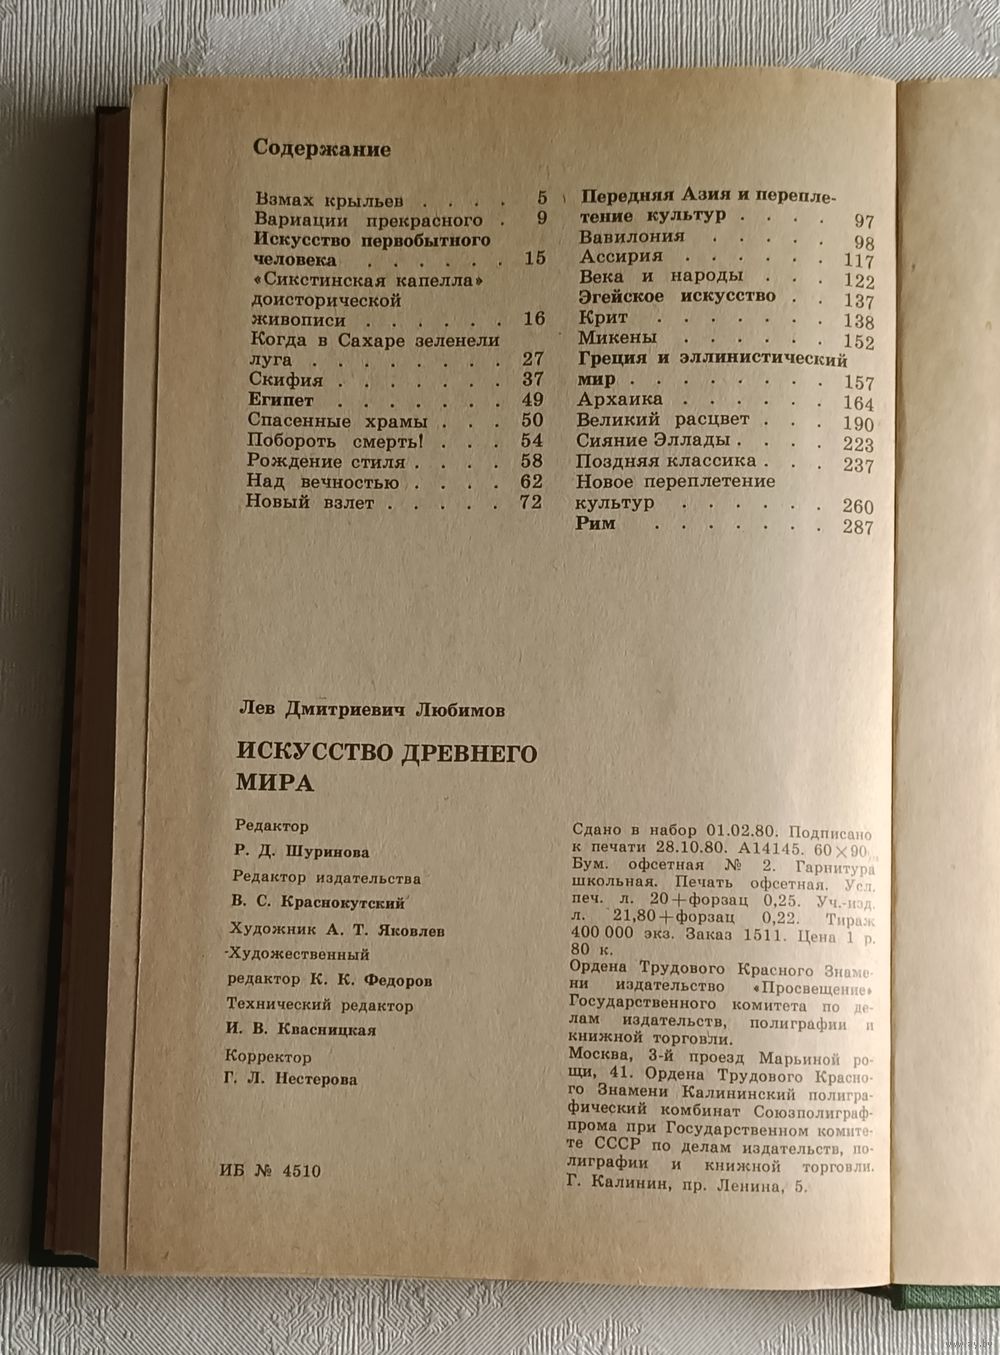 Содержание
Взмах крыльев . . . . 5
Вариации прекрасного . 9
Искусство первобытного
человека . . . . . . 15
«Сикстинская капелла»
доисторической
живописи . . . . . . 16
Когда в Сахаре зеленели
луга . . . . . . . . 27
Скифия . . . . . . . 37
Египет . . . . . . . 49
Спасенные храмы . . . 50
Побороть смерть! . . . 54
Рождение стиля . . . . 58
Над вечностью . . . . 62
Новый взлет . . . . . 72
Передняя Азия и перепле-
тение культур . . . . 97
Вавилония . . . . . 98
Ассирия . . . . . . 117
Века и народы . . . 122
Эгейское искусство . . 137
Крит . . . . . . . 138
Микены . . . . . . 152
Греция и эллинистический
мир . . . . . . . . 157
Архаика . . . . . . 164
Великий расцвет . . . 190
Сияние Эллады . . . . 223
Поздняя классика . . . 237
Новое переплетение
культур . . . . . . 260
Рим . . . . . . . 287
Лев Дмитриевич Любимов
ИСКУССТВО ДРЕВНЕГО
МИРА
Редактор
Р. Д. Шуринова
Редактор издательства
В. С. Краснокутский
Художник А. Т. Яковлев
Художественный
редактор К. К. Федоров
Технический редактор
И. В. Квасницкая
Корректор
Г. Л. Нестерова
ИБ № 4510
Сдано в набор 01.02.80. Подписано
к печати 28.10.80. А14145. 60×90
Бум. офсетная № 2. Гарнитура
школьная. Печать офсетная. Усл.
печ. л. 20+форзац 0,25. Уч.-изд.
л. 21,80+форзац 0,22. Тираж
400 000 экз. Заказ 1511. Цена 1 р.
80 к.
Ордена Трудового Красного Знаме-
ни издательство «Просвещение»
Государственного комитета по де-
лам издательств, полиграфии и
книжной торговли.
Москва, 3-й проезд Марьиной ро-
щи, 41. Ордена Трудового Красно-
го Знамени Калининский полигра-
фический комбинат Союзполиграф-
прома при Государственном комите-
те СССР по делам издательств, по-
лиграфии и книжной торговли.
Г. Калинин, пр. Ленина, 5.